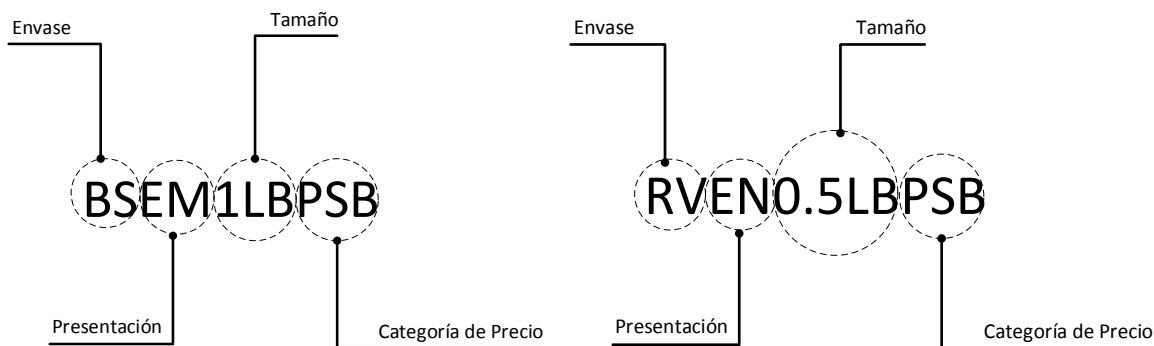 Envase
Tamaño
BSEM1LBPSB
Presentación
Categoría de Precio
Envase
Tamaño
RVEN0.5LBPSB
Presentación
Categoría de Precio